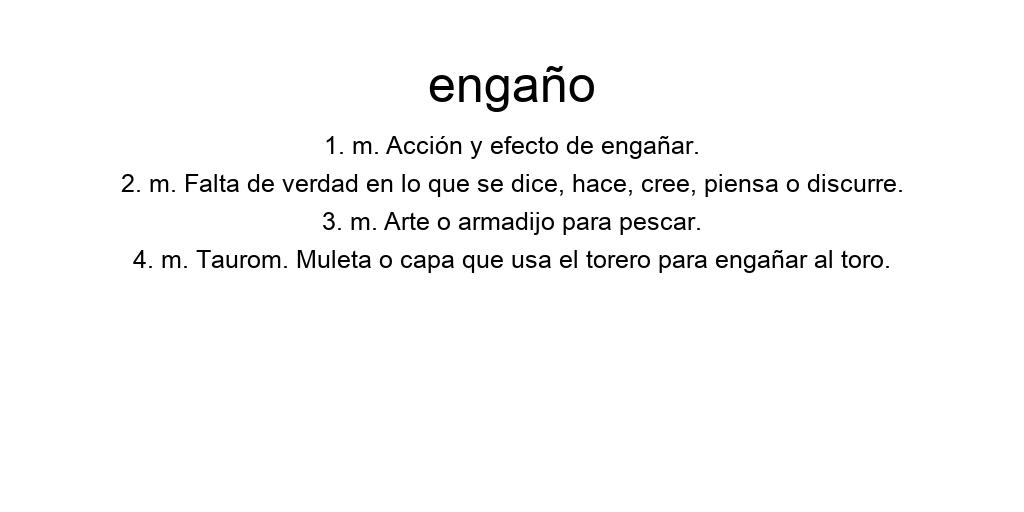 engaño
1. m. Acción y efecto de engañar.
2. m. Falta de verdad en lo que se dice, hace, cree, piensa o discurre.
3. m. Arte o armadijo para pescar.
4. m. Taurom. Muleta o capa que usa el torero para engañar al toro.